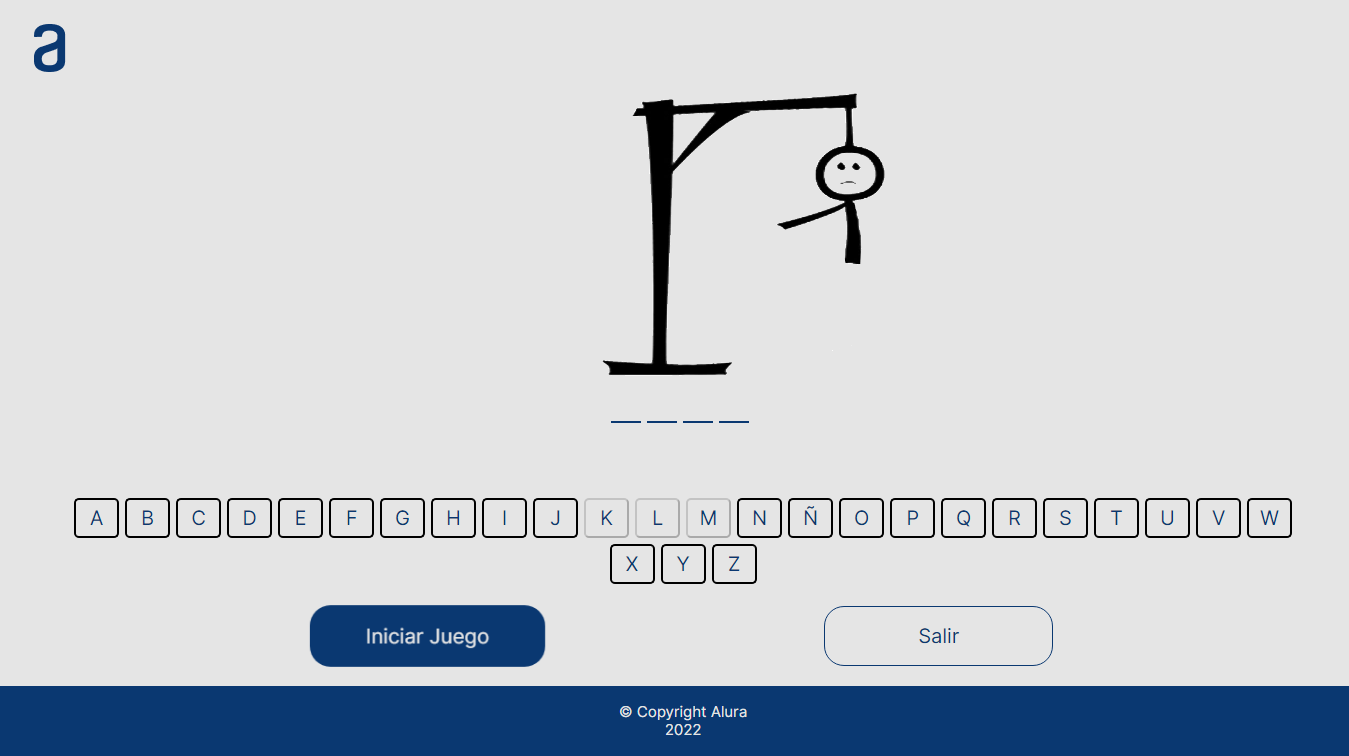 a
A B C D E F G H I J K L M N Ñ O P Q R S T U V W
X Y Z
Iniciar Juego Salir
© Copyright Alura
2022